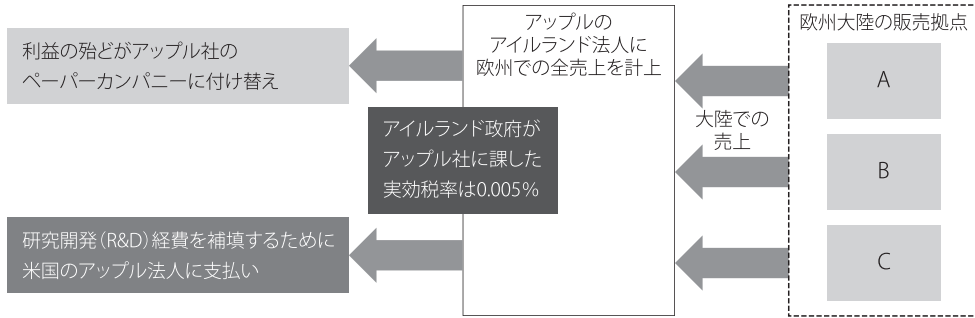 利益の殆どがアップル社の
ペーパーカンパニーに付け替え
アップルの
アイルランド法人に
欧州での全売上を計上
欧州大陸の販売拠点
A
アイルランド政府が
アップル社に課した
実効税率は0.005%
大陸での
売上
B
研究開発(R&D)経費を補填するために
米国のアップル法人に支払い
C